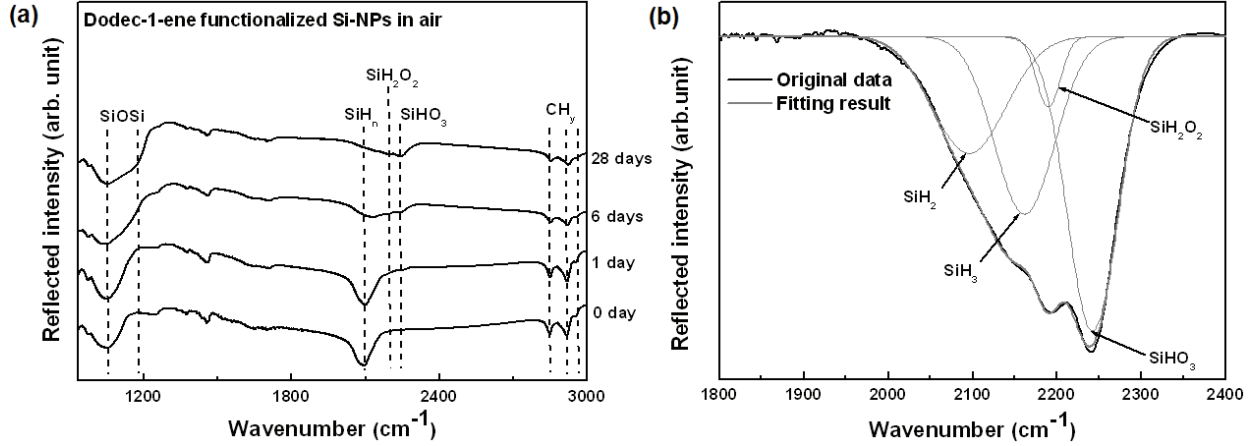 (a)
Dodec-1-ene functionalized Si-NPs in air
SiH₂O₂
SiOSi
SiHₙ
SiHO₃
CHᵧ
28 days
6 days
1 day
0 day
Reflected intensity (arb. unit)
1200 1800 2400 3000
Wavenumber (cm⁻¹)
(b)
Original data
Fitting result
SiH₂O₂
SiH₂
SiH₃
SiHO₃
Reflected intensity (arb.unit)
1800 1900 2000 2100 2200 2300 2400
Wavenumber (cm⁻¹)